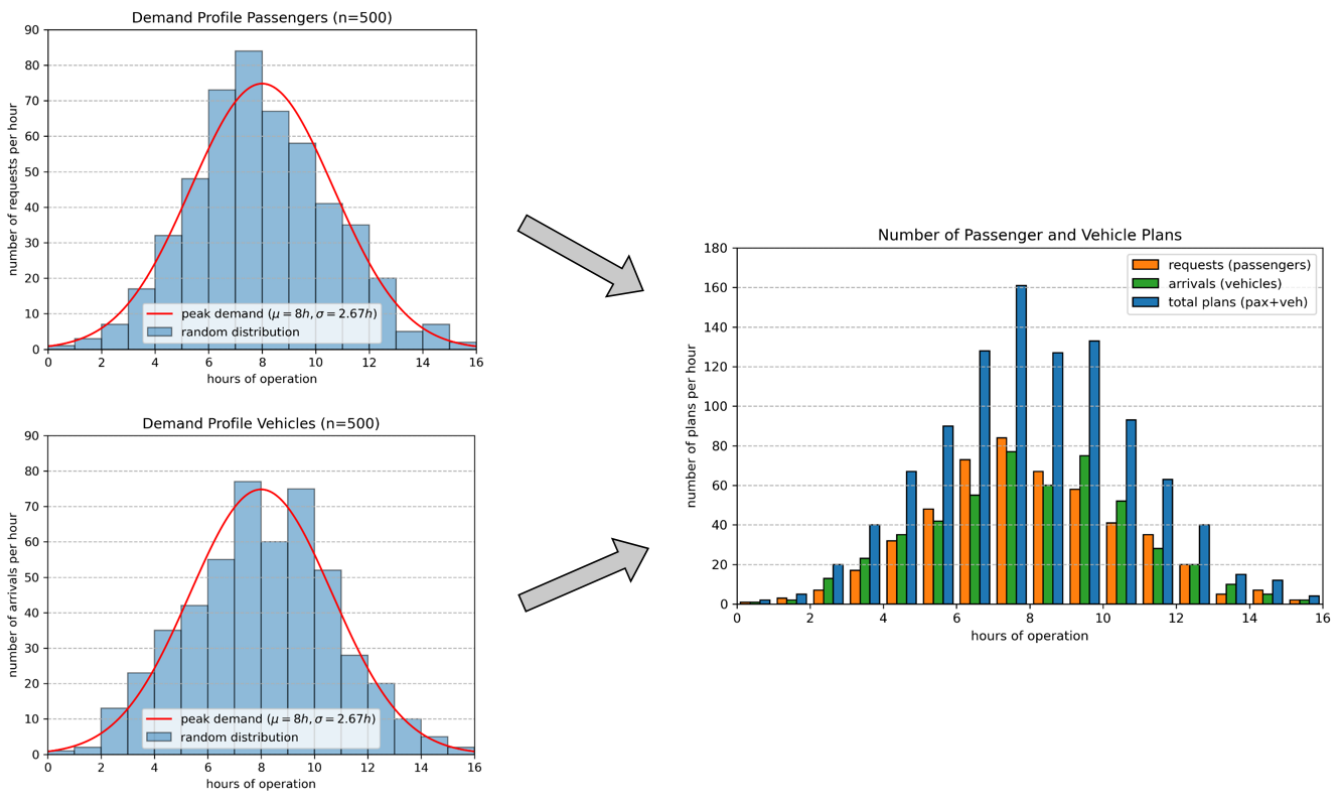 Demand Profile Passengers (n=500)
90
80
70
60
50
40
30
20
10
0
number of requests per hour
peak demand (μ = 8h, σ = 2.67h)
random distribution
0 2 4 6 8 10 12 14 16
hours of operation
Demand Profile Vehicles (n=500)
90
80
70
60
50
40
30
20
10
0
number of arrivals per hour
peak demand (μ = 8h, σ = 2.67h)
random distribution
0 2 4 6 8 10 12 14 16
hours of operation
Number of Passenger and Vehicle Plans
180
160
140
120
100
80
60
40
20
0
number of plans per hour
requests (passengers)
arrivals (vehicles)
total plans (pax+veh)
0 2 4 6 8 10 12 14 16
hours of operation